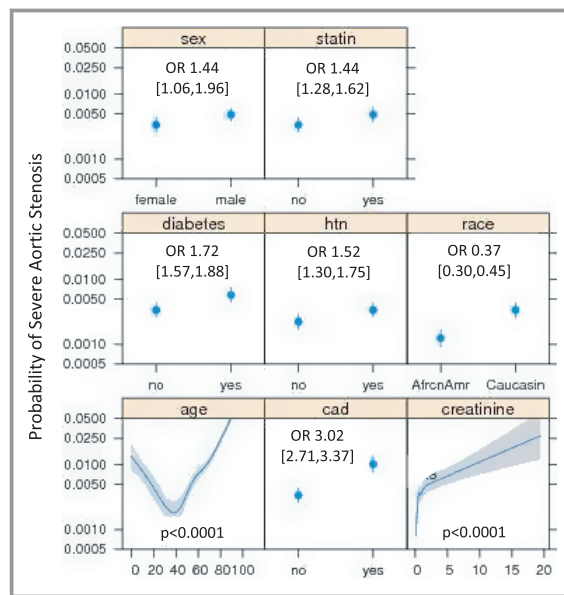 Probability of Severe Aortic Stenosis
sex statin
0.0500
0.0250
0.0100
0.0050
0.0010
0.0005
OR 1.44 OR 1.44
[1.06,1.96] [1.28,1.62]
female male no yes
diabetes htn race
0.0500
0.0250
0.0100
0.0050
0.0010
0.0005
OR 1.72 OR 1.52 OR 0.37
[1.57,1.88] [1.30,1.75] [0.30,0.45]
no yes no yes AfrcnAmr Caucasin
age cad creatinine
0.0500
0.0250
0.0100
0.0050
0.0010
0.0005
OR 3.02
[2.71,3.37]
p<0.0001 p<0.0001
0 20 40 60 80100 no yes 0 5 10 15 20